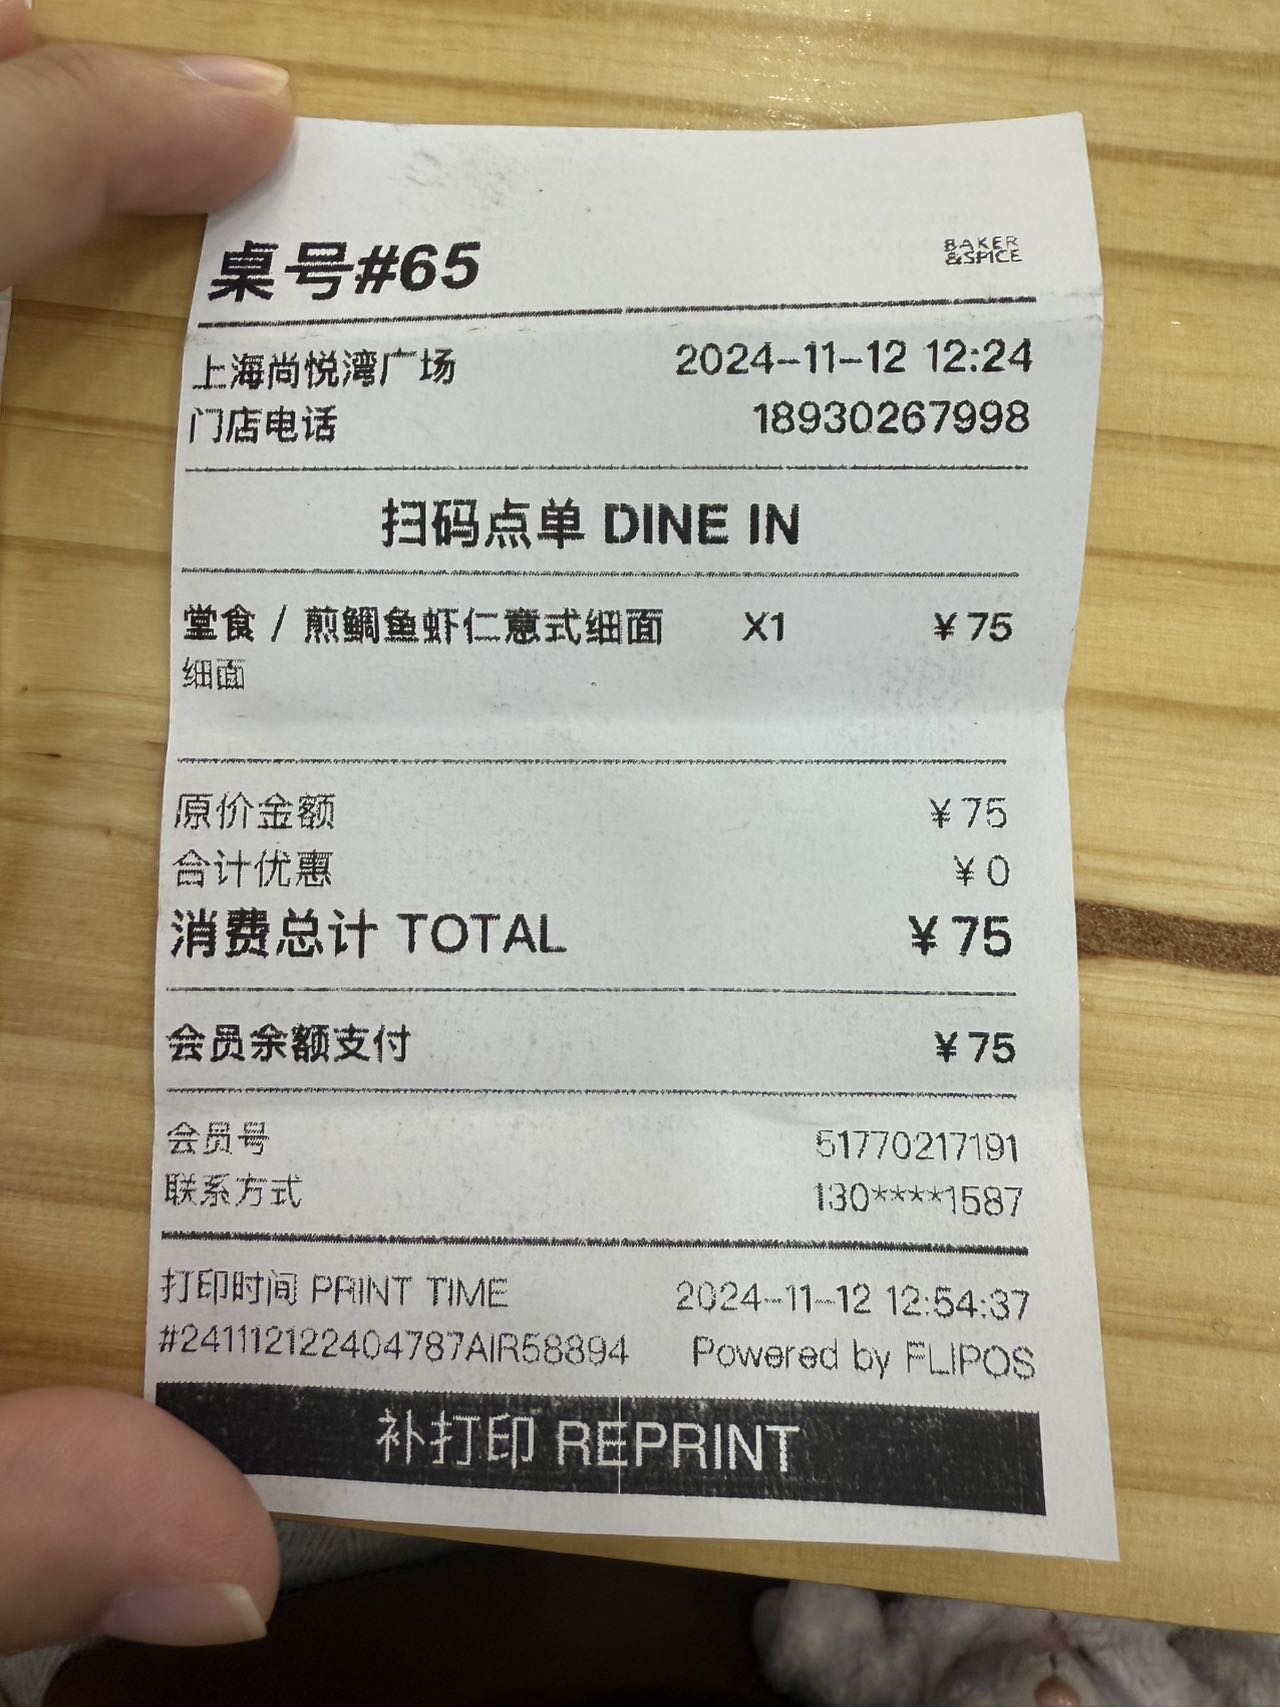 桌号#65
BAKER
&SPICE
上海尚悦湾广场 2024-11-12 12:24
门店电话 18930267998
扫码点单 DINE IN
堂食 / 煎鲷鱼虾仁意式细面 X1 ¥75
细面
原价金额 ¥75
合计优惠 ¥0
消费总计 TOTAL ¥75
会员余额支付 ¥75
会员号 51770217191
联系方式 130****1587
打印时间 PRINT TIME 2024-11-12 12:54:37
#241112122404787AIR58894 Powered by FLIPOS
补打印 REPRINT